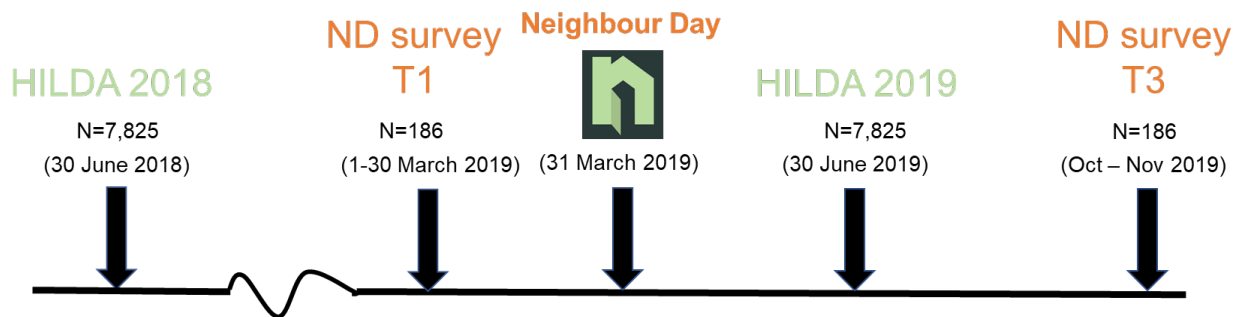 HILDA 2018
N=7,825
(30 June 2018)
ND survey
T1
N=186
(1-30 March 2019)
Neighbour Day
n
(31 March 2019)
HILDA 2019
N=7,825
(30 June 2019)
ND survey
T3
N=186
(Oct – Nov 2019)